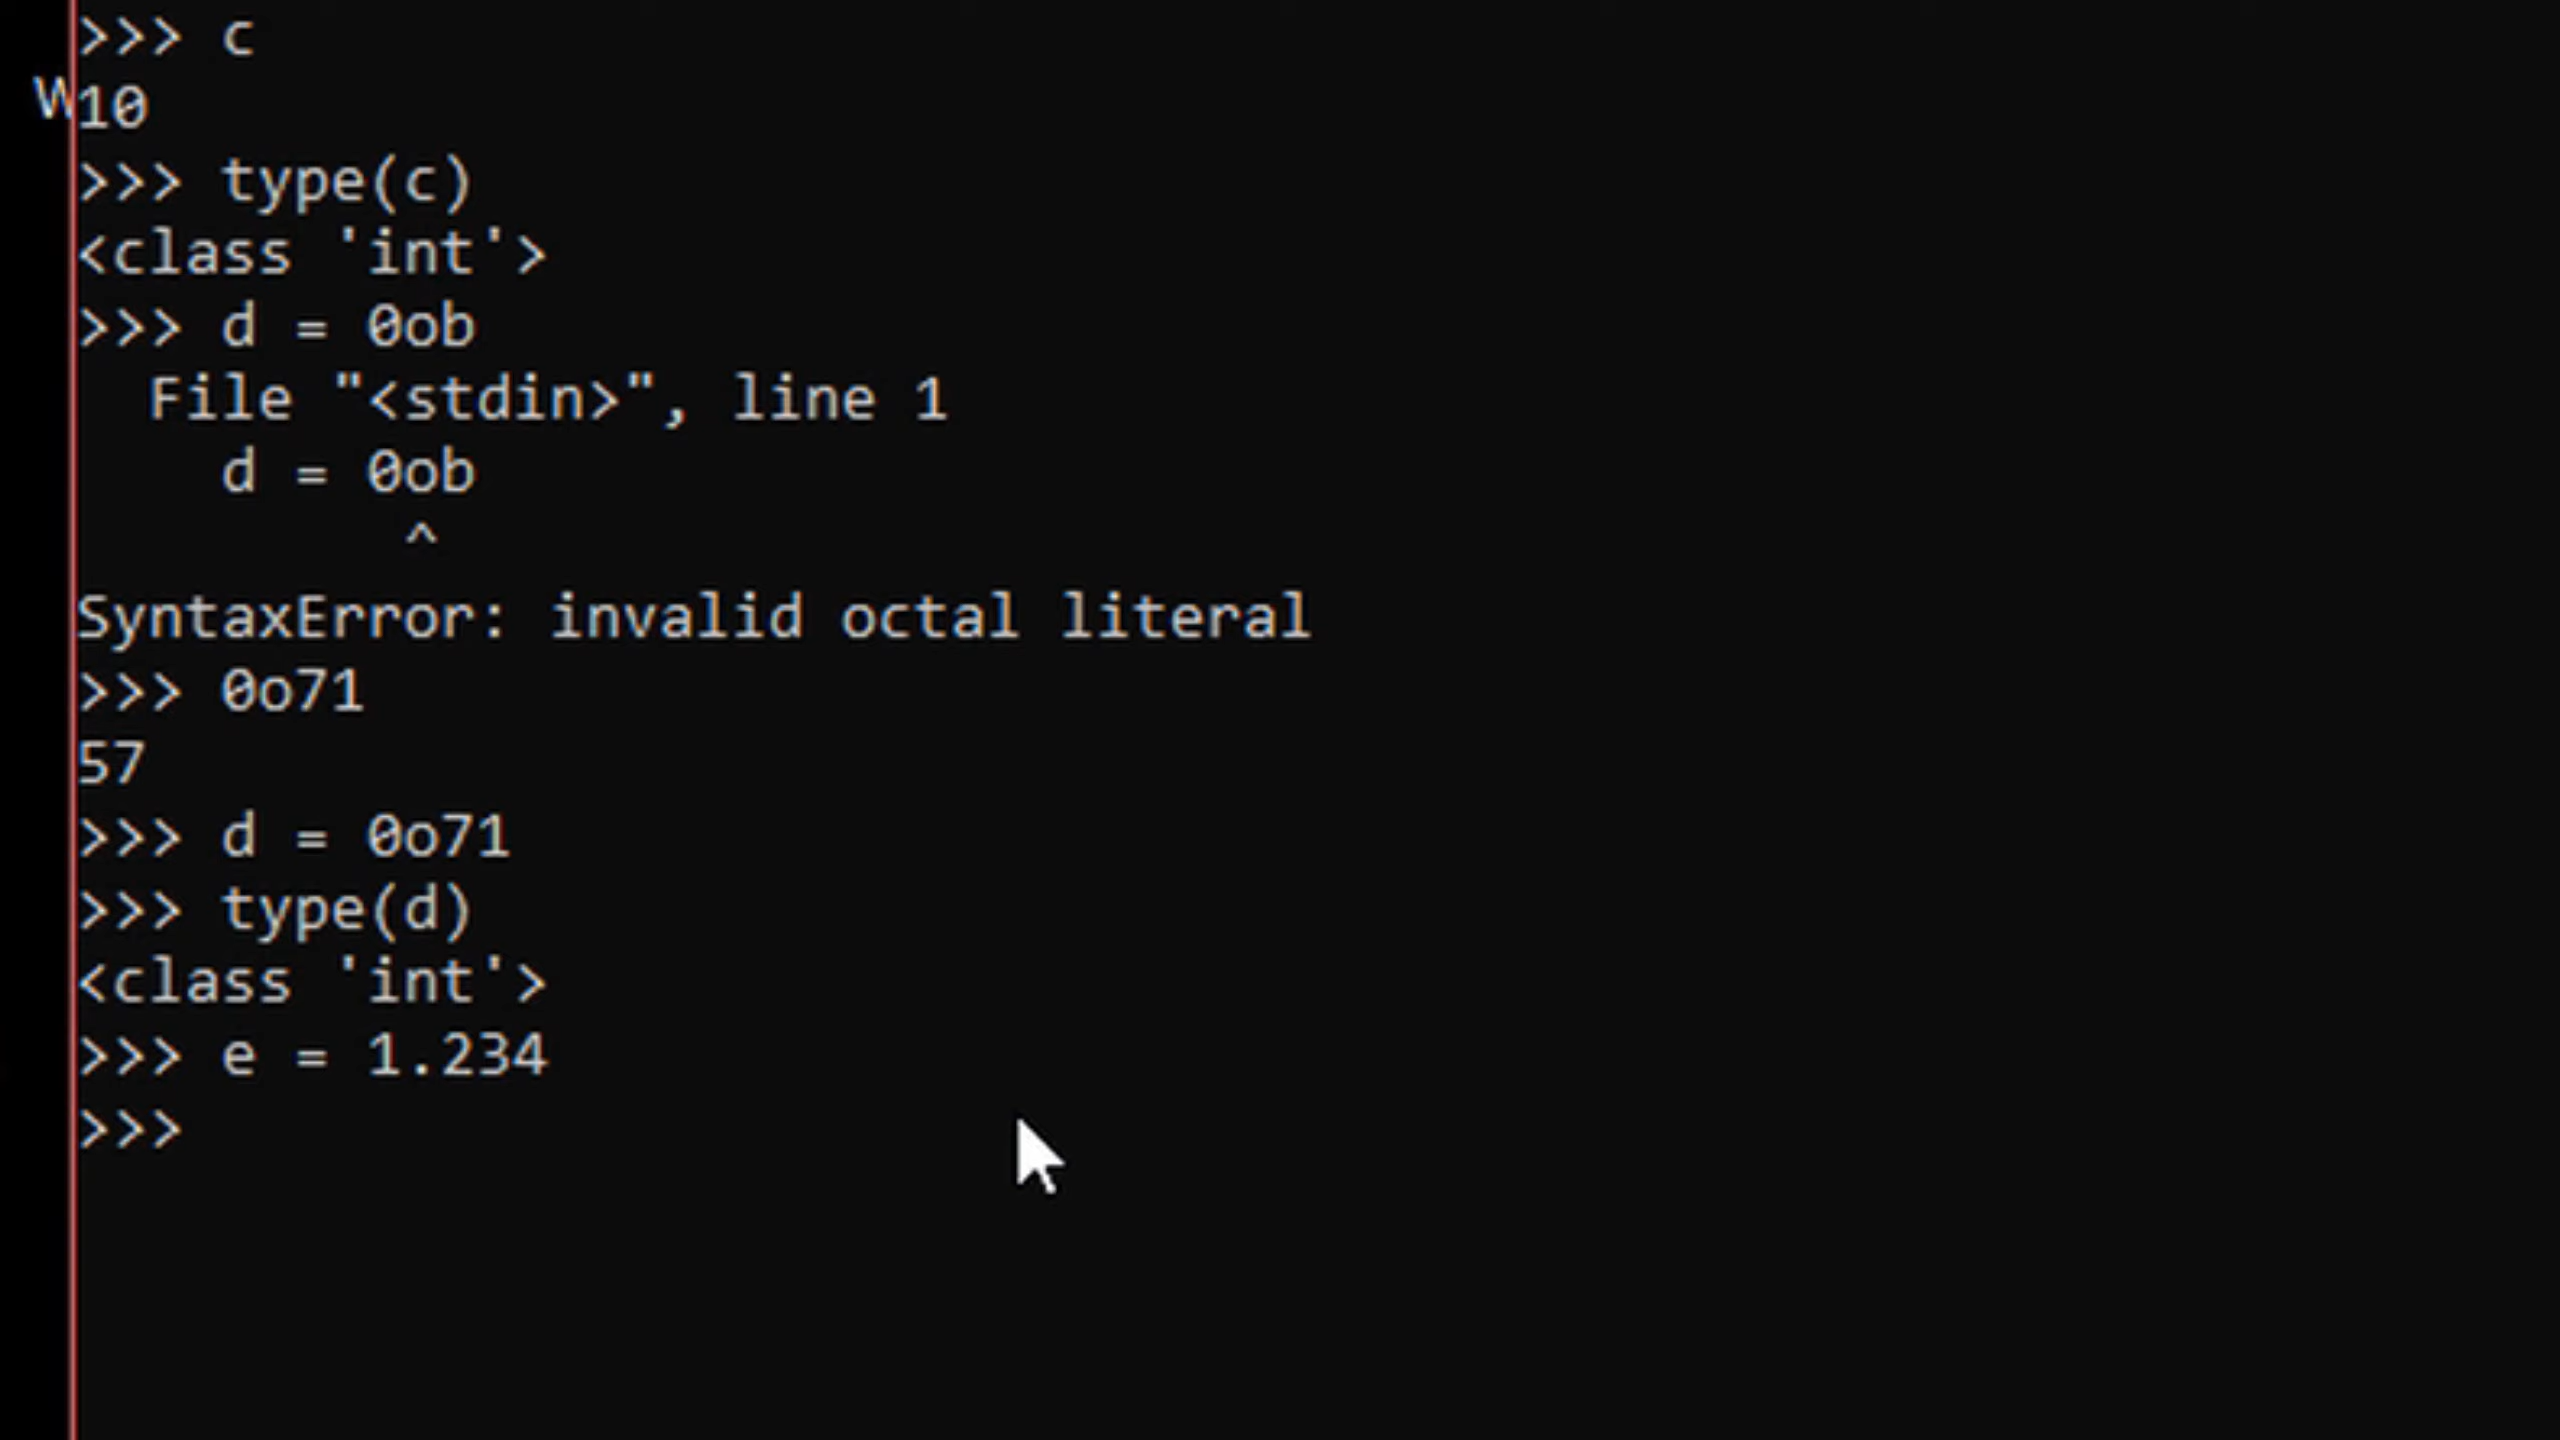 >>> c
W
10
>>> type(c)
<class 'int'>
>>> d = 0ob
  File "<stdin>", line 1
    d = 0ob
         ^
SyntaxError: invalid octal literal
>>> 0o71
57
>>> d = 0o71
>>> type(d)
<class 'int'>
>>> e = 1.234
>>>